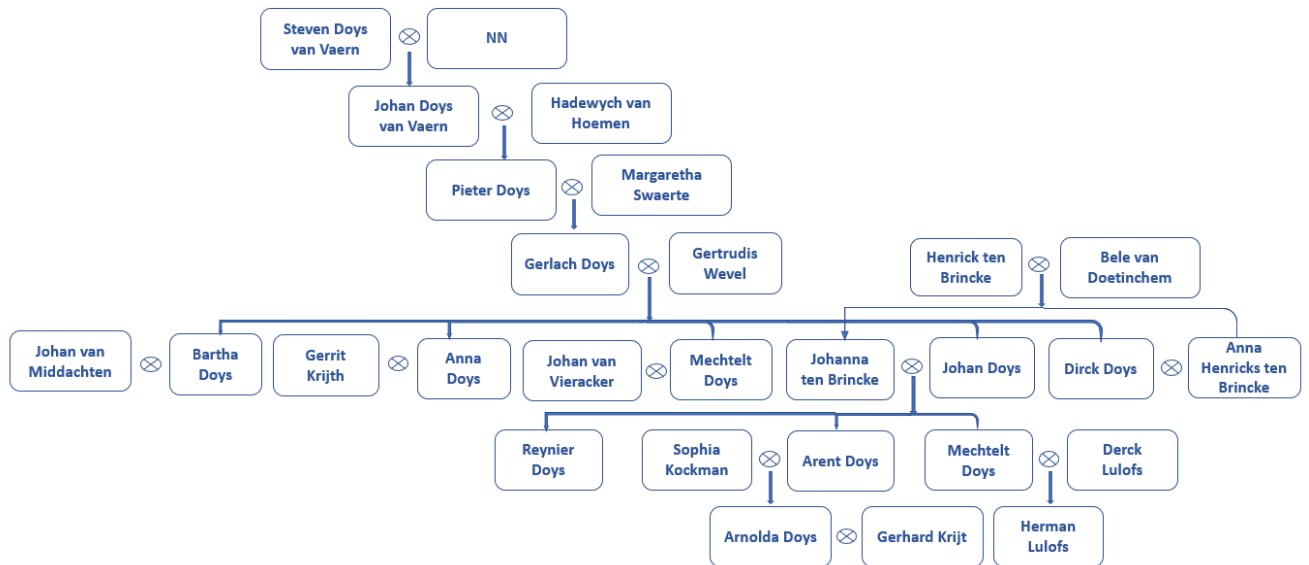 Steven Doys
van Vaern
NN
Johan Doys
van Vaern
Hadewych van
Hoemen
Pieter Doys
Margaretha
Swaerte
Gerlach Doys
Gertrudis
Wevel
Henrick ten
Brincke
Bele van
Doetinchem
Johan van
Middachten
Bartha
Doys
Gerrit
Krijth
Anna
Doys
Johan van
Vieracker
Mechtelt
Doys
Johanna
ten Brincke
Johan Doys
Dirck Doys
Anna
Henricks ten
Brincke
Reynier
Doys
Sophia
Kockman
Arent Doys
Mechtelt
Doys
Derck
Lulofs
Arnolda Doys
Gerhard Krijt
Herman
Lulofs